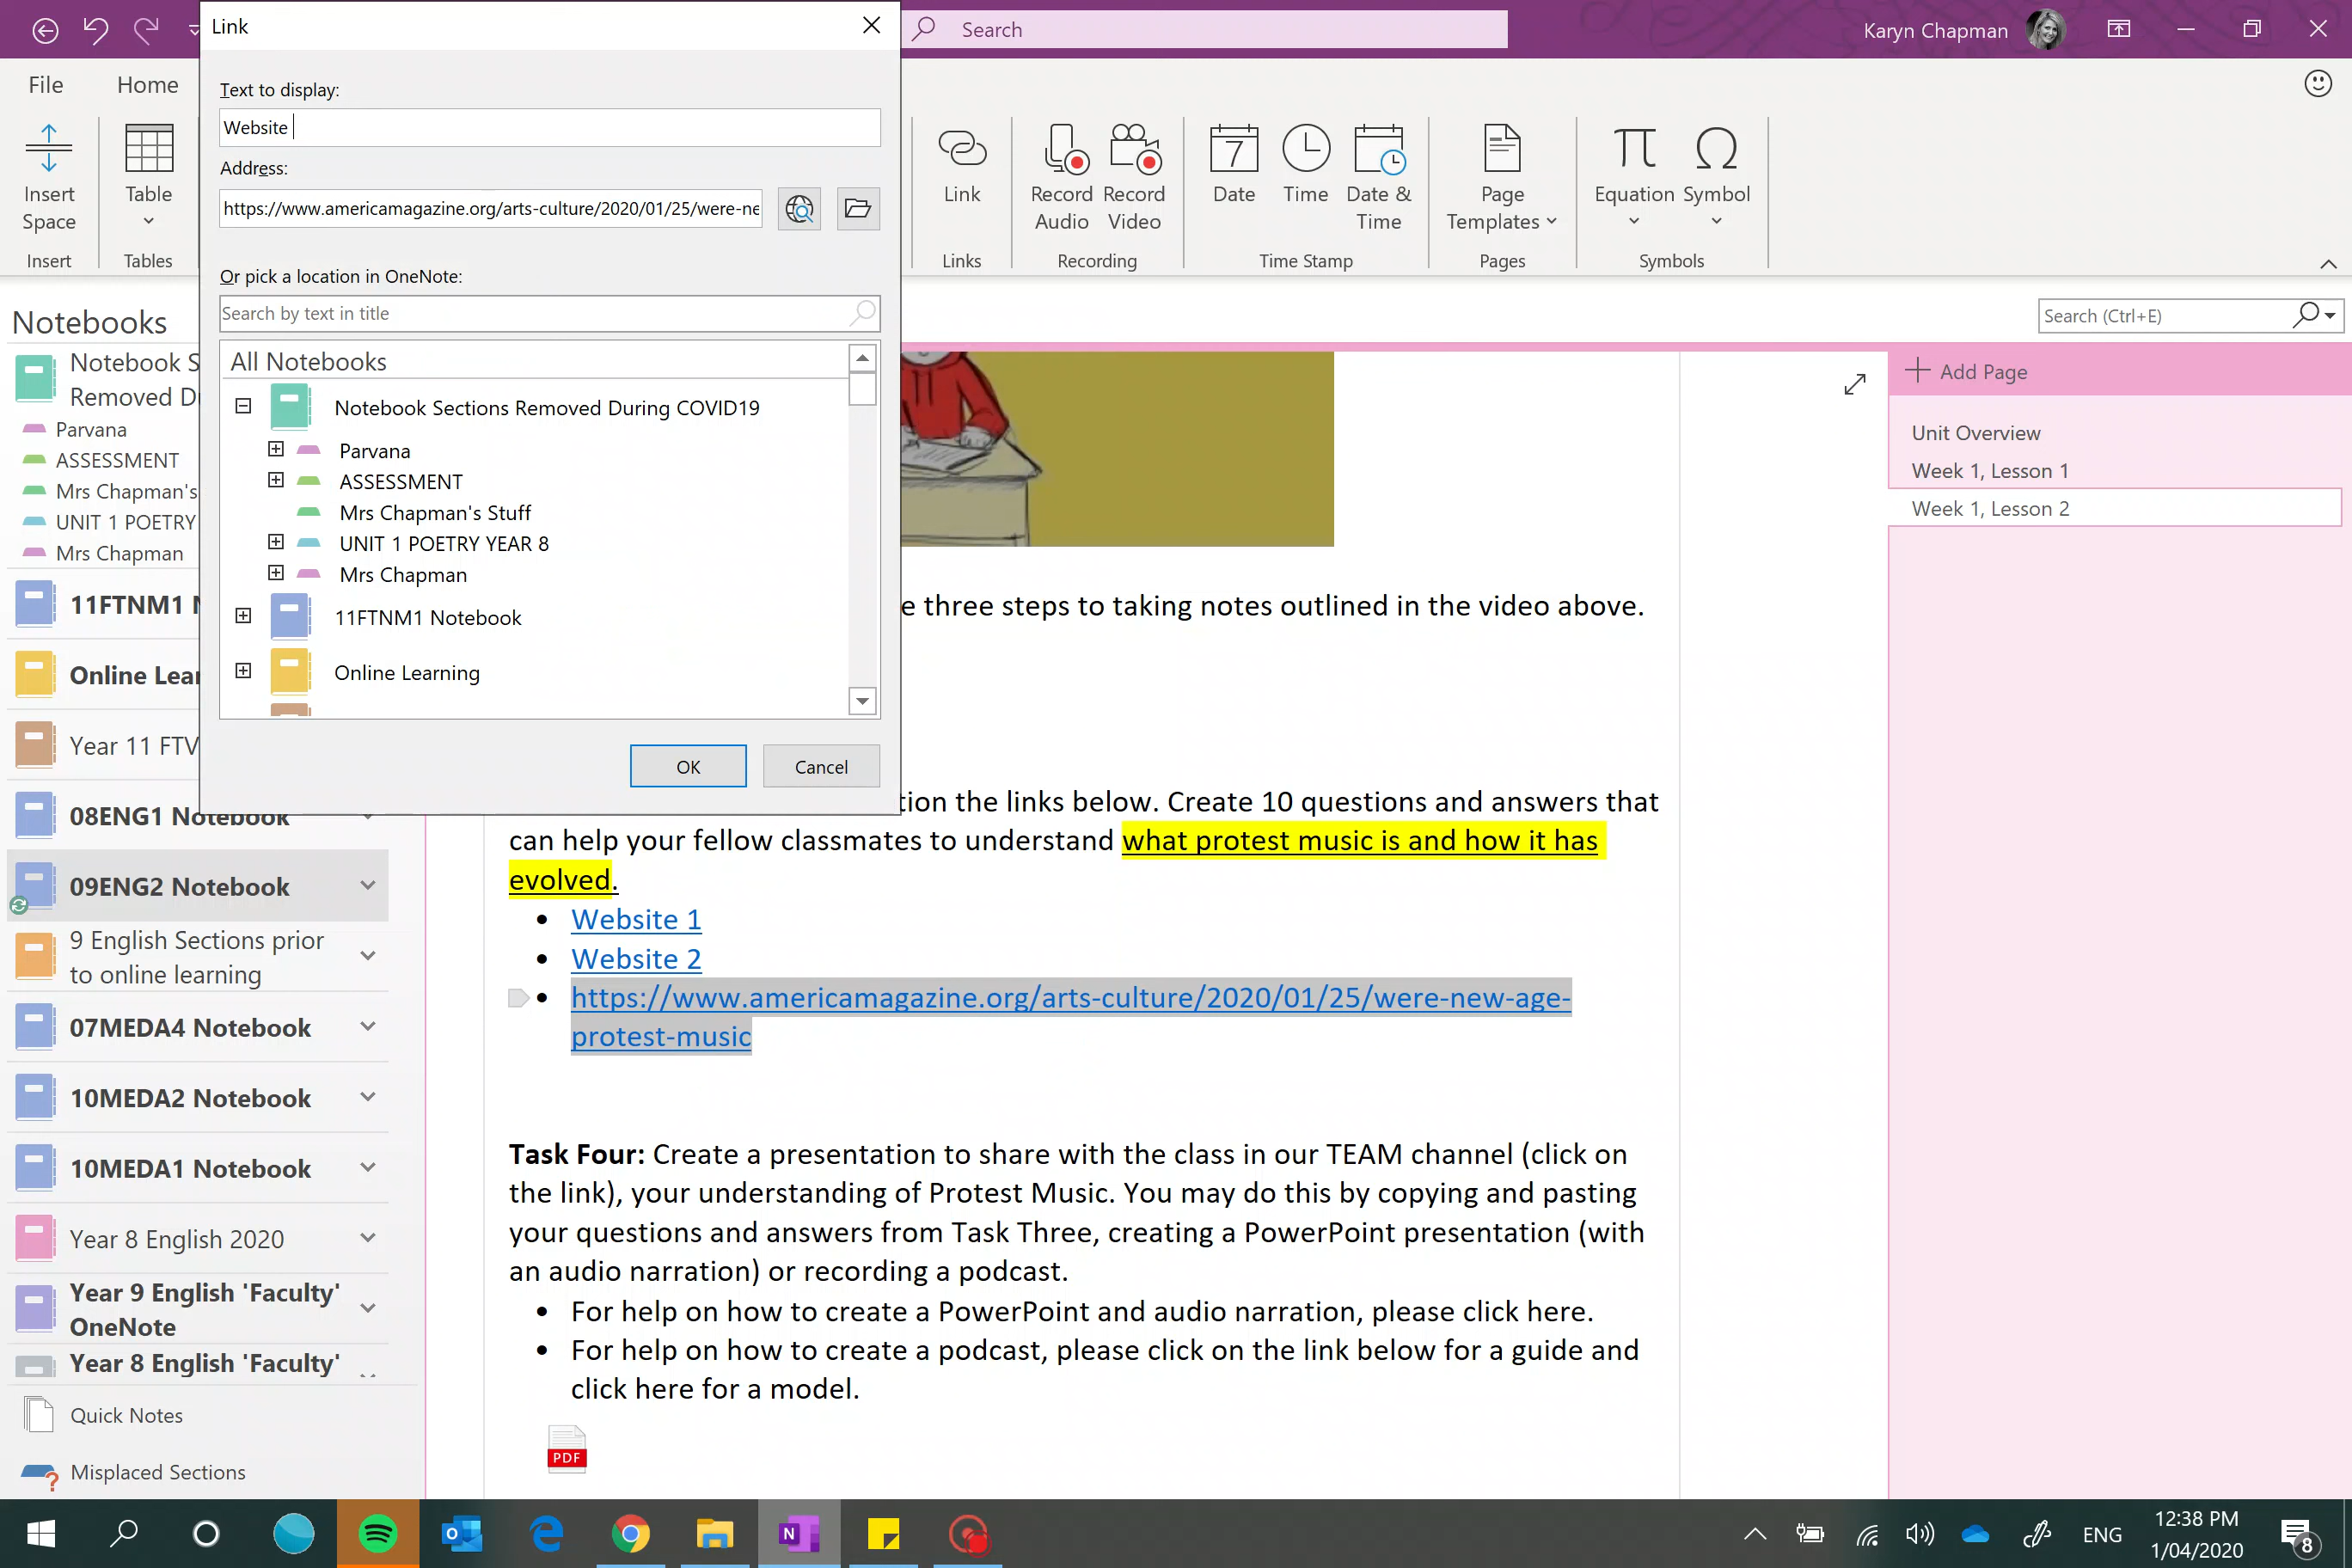 Link
Search
Karyn Chapman
File
Home
Text to display:
Website
Address:
https://www.americamagazine.org/arts-culture/2020/01/25/were-ne
Insert
Space
Insert
Table
Tables
Link
Links
Record
Audio
Record
Video
Recording
7
Date
Time
Date &
Time
Time Stamp
Page
Templates
Pages
π
Equation
Ω
Symbol
Symbols
Or pick a location in OneNote:
Search by text in title
All Notebooks
Notebook Sections Removed During COVID19
Parvana
ASSESSMENT
Mrs Chapman's Stuff
UNIT 1 POETRY YEAR 8
Mrs Chapman
11FTNM1 Notebook
Online Learning
OK
Cancel
Notebooks
Notebook S
Removed D
Parvana
ASSESSMENT
Mrs Chapman's
UNIT 1 POETRY
Mrs Chapman
11FTNM1
Online Lear
Year 11 FTV
08ENG1 Notebook
09ENG2 Notebook
9 English Sections prior
to online learning
07MEDA4 Notebook
10MEDA2 Notebook
10MEDA1 Notebook
Year 8 English 2020
Year 9 English 'Faculty'
OneNote
Year 8 English 'Faculty'
Quick Notes
Misplaced Sections
Search (Ctrl+E)
Add Page
Unit Overview
Week 1, Lesson 1
Week 1, Lesson 2
e three steps to taking notes outlined in the video above.
tion the links below. Create 10 questions and answers that
can help your fellow classmates to understand what protest music is and how it has
evolved.
• Website 1
• Website 2
• https://www.americamagazine.org/arts-culture/2020/01/25/were-new-age-
protest-music
Task Four: Create a presentation to share with the class in our TEAM channel (click on
the link), your understanding of Protest Music. You may do this by copying and pasting
your questions and answers from Task Three, creating a PowerPoint presentation (with
an audio narration) or recording a podcast.
• For help on how to create a PowerPoint and audio narration, please click here.
• For help on how to create a podcast, please click on the link below for a guide and
click here for a model.
PDF
ENG
12:38 PM
1/04/2020
8